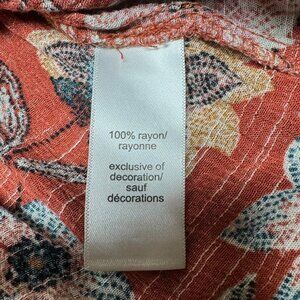 100% rayon/
rayonne
exclusive of
decoration/
sauf
décorations